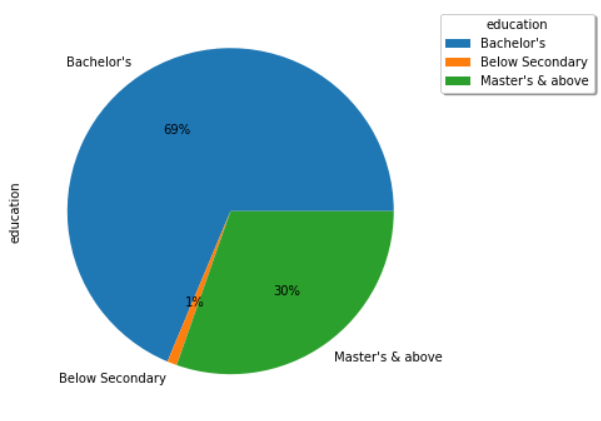 education
Bachelor's
Below Secondary
Master's & above
Bachelor's
69%
education
1%
30%
Master's & above
Below Secondary